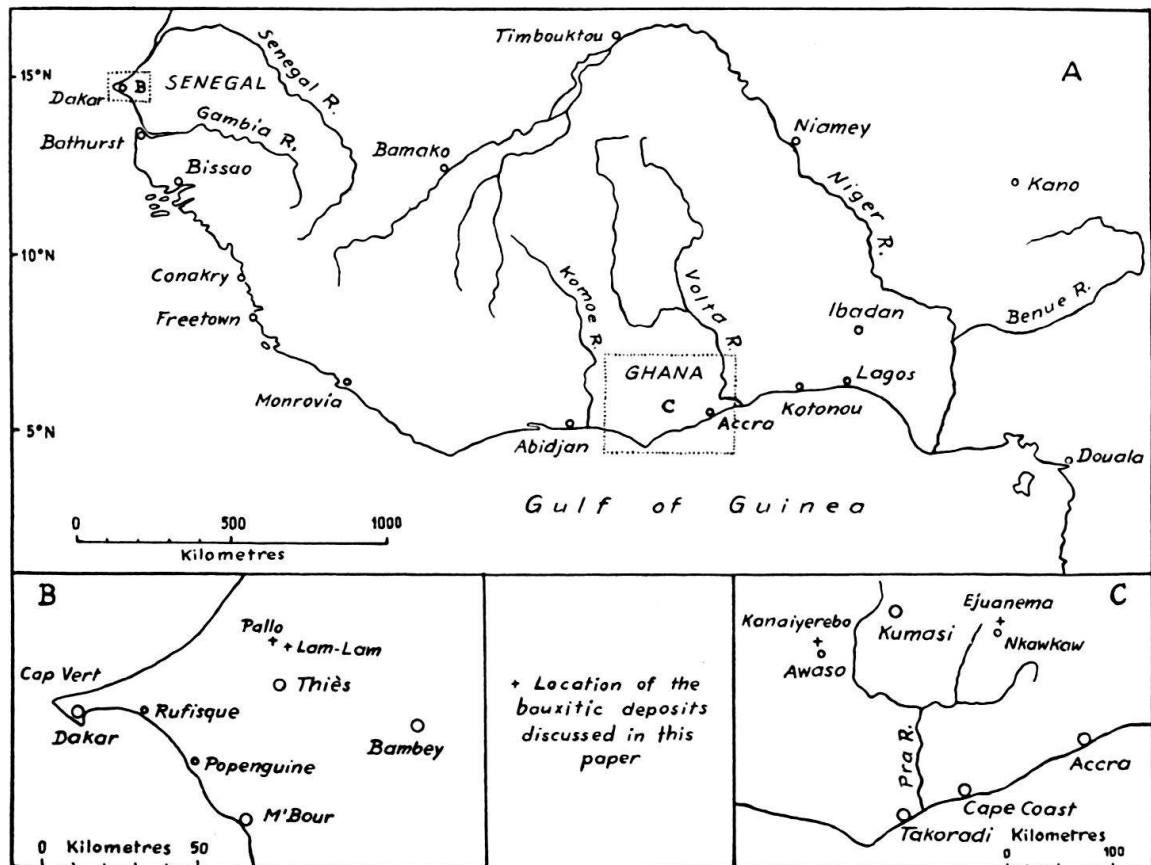 A
Timbouktou
15°N
B
Dakar
SENEGAL
Senegal R.
Gambia R.
Bathurst
Bissao
Bamako
Niamey
Niger R.
Kano
10°N
Conakry
Freetown
Komoe R.
Volta R.
Ibadan
Benue R.
GHANA
C
Accra
Lagos
Kotonou
Monrovia
5°N
Abidjan
Douala
Gulf of Guinea
0 500 1000
Kilometres
B
Pallo
Lam-Lam
Cap Vert
Thiès
Rufisque
Dakar
Bambey
Popenguine
M'Bour
0 Kilometres 50
+ Location of the
bauxitic deposits
discussed in this
paper
C
Kanaiyerebo
Kumasi
Ejuanema
Nkawkaw
Awaso
Pra R.
Accra
Cape Coast
Takoradi
Kilometres
0 100